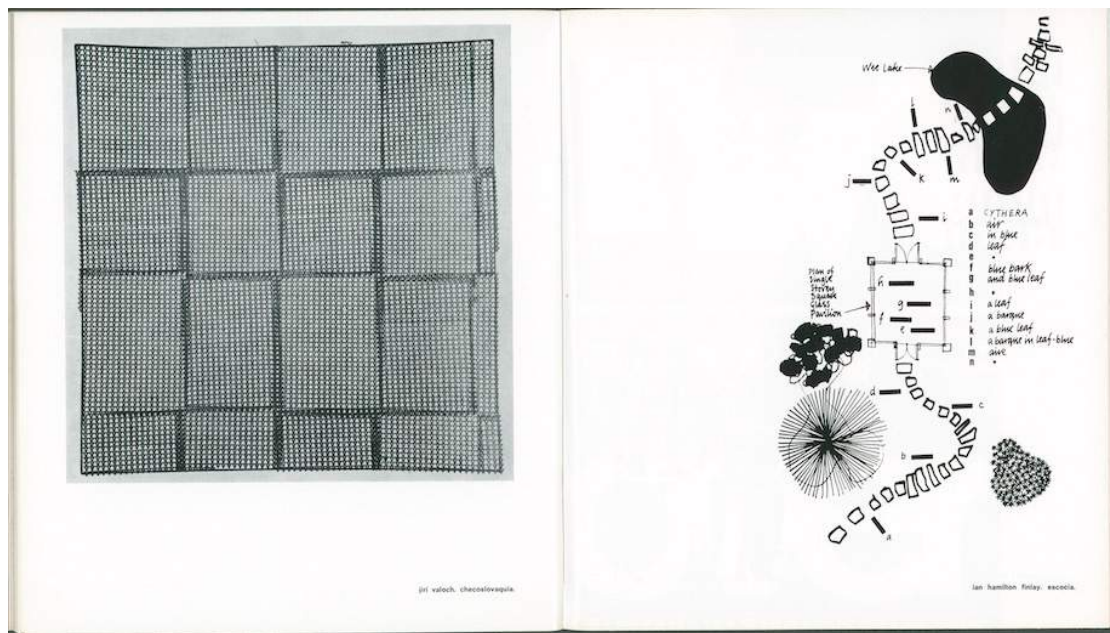 jiri valoch. checoslovaquia.
Wee Lake
l
n
j
k
m
i
a CYTHERA
b air
c in blue
d leaf
e •
f blue bark
g and blue leaf
h •
i a leaf
j a barque
k a blue leaf
l a barque in leaf-blue
m
n •
Plan of
Single
Storey
Square
Glass
Pavilion
h
g
f
e
d
c
b
a
ian hamilton finlay. escocia.